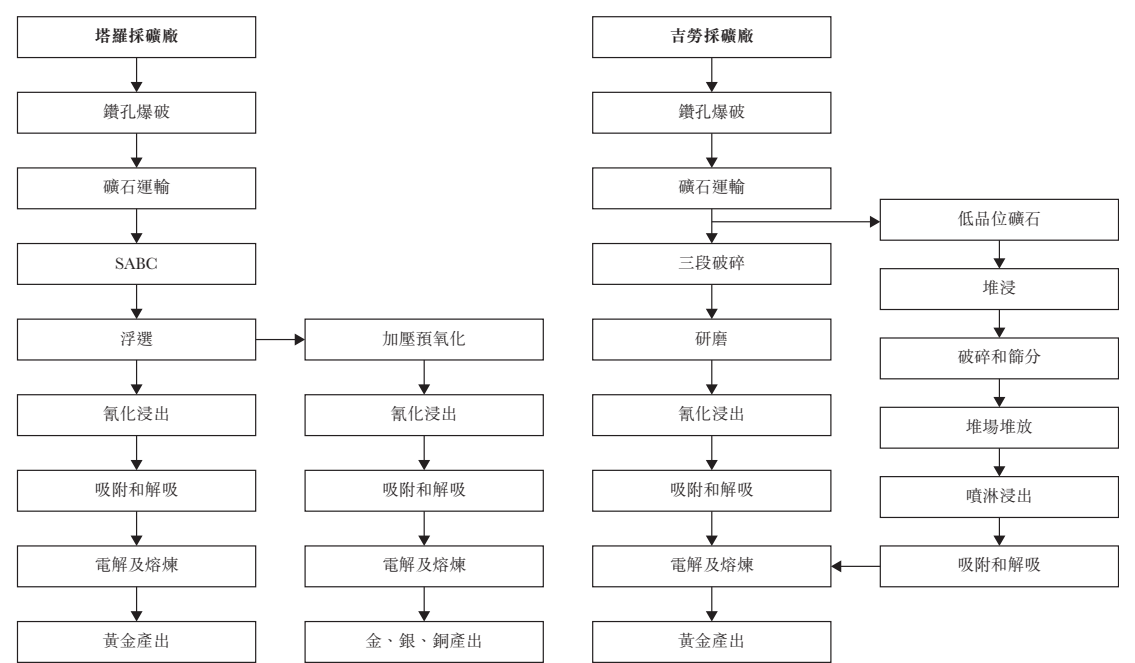 塔羅採礦廠
鑽孔爆破
礦石運輸
SABC
浮選
氰化浸出
吸附和解吸
電解及熔煉
黃金產出
加壓預氧化
氰化浸出
吸附和解吸
電解及熔煉
金、銀、銅產出
吉勞採礦廠
鑽孔爆破
礦石運輸
三段破碎
研磨
氰化浸出
吸附和解吸
電解及熔煉
黃金產出
低品位礦石
堆浸
破碎和篩分
堆場堆放
噴淋浸出
吸附和解吸